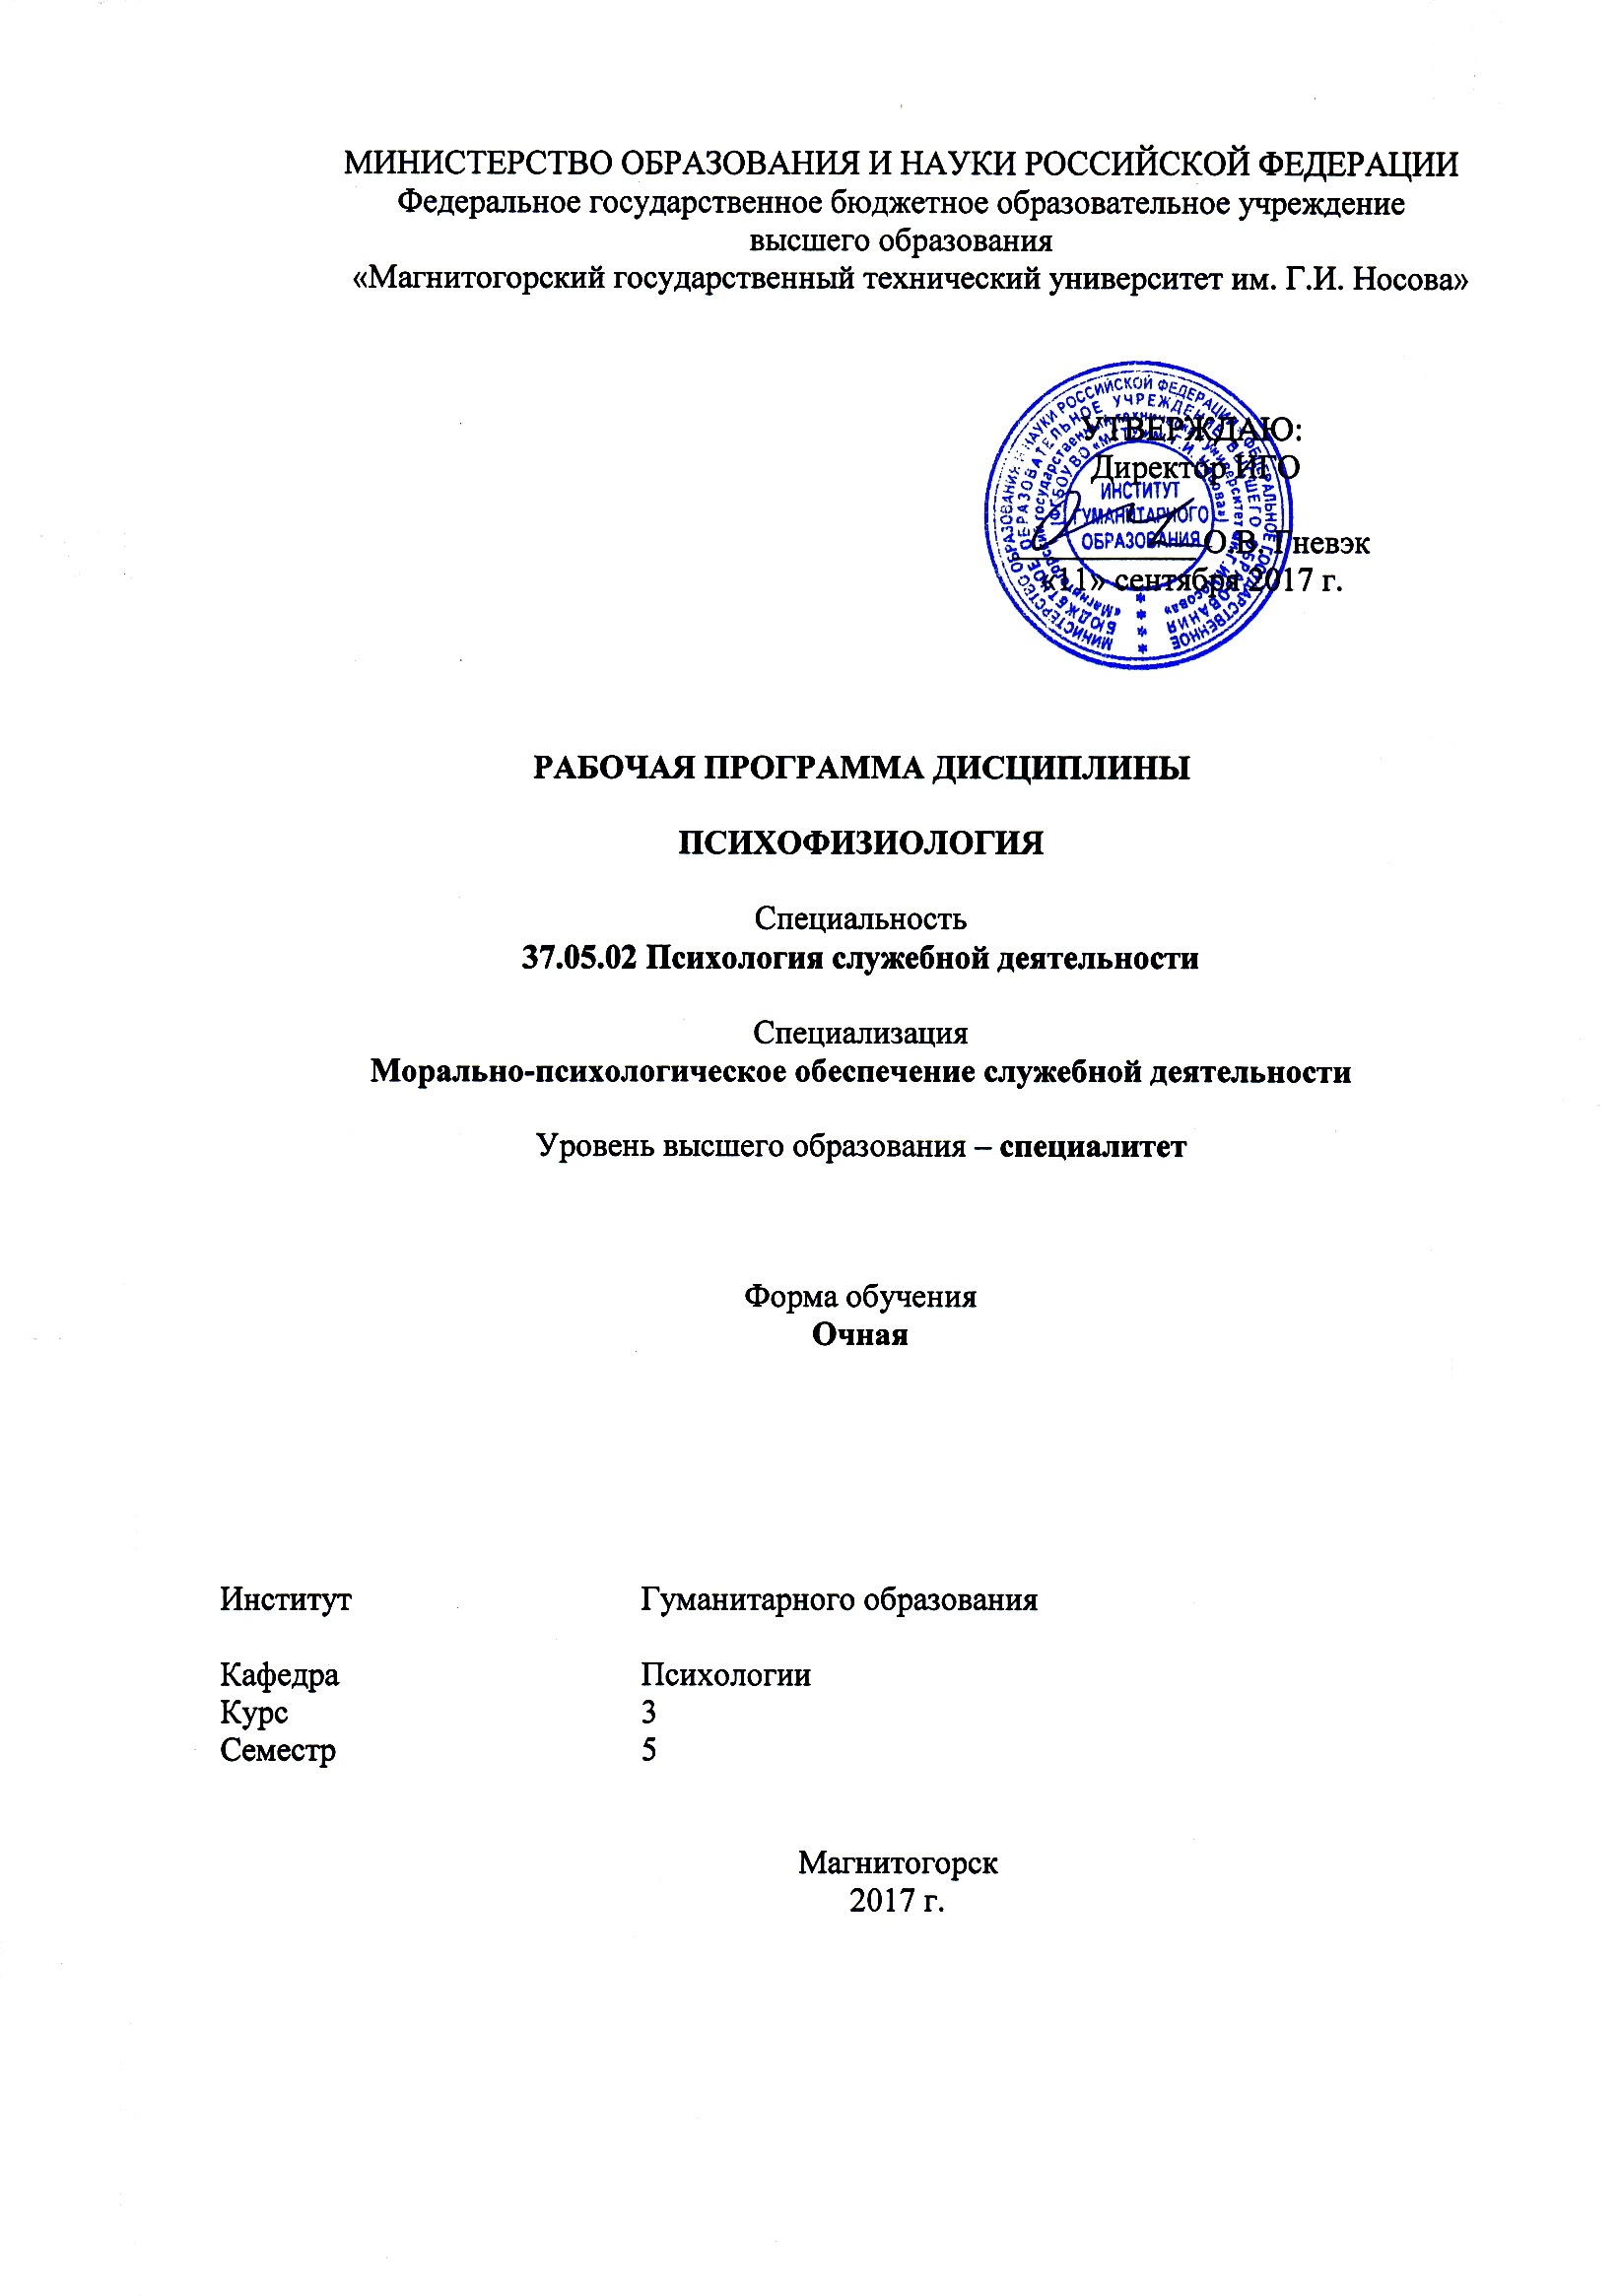 МИНИСТЕРСТВО ОБРАЗОВАНИЯ И НАУКИ РОССИЙСКОЙ ФЕДЕРАЦИИ
Федеральное государственное бюджетное образовательное учреждение
высшего образования
«Магнитогорский государственный технический университет им. Г.И. Носова»
УТВЕРЖДАЮ:
Директор ИГО
О.В. Гневэк
«11» сентября 2017 г.
ИНСТИТУТ
ГУМАНИТАРНОГО
ОБРАЗОВАНИЯ
РАБОЧАЯ ПРОГРАММА ДИСЦИПЛИНЫ
ПСИХОФИЗИОЛОГИЯ
Специальность
37.05.02 Психология служебной деятельности
Специализация
Морально-психологическое обеспечение служебной деятельности
Уровень высшего образования – специалитет
Форма обучения
Очная
Институт Гуманитарного образования
Кафедра Психологии
Курс 3
Семестр 5
Магнитогорск
2017 г.